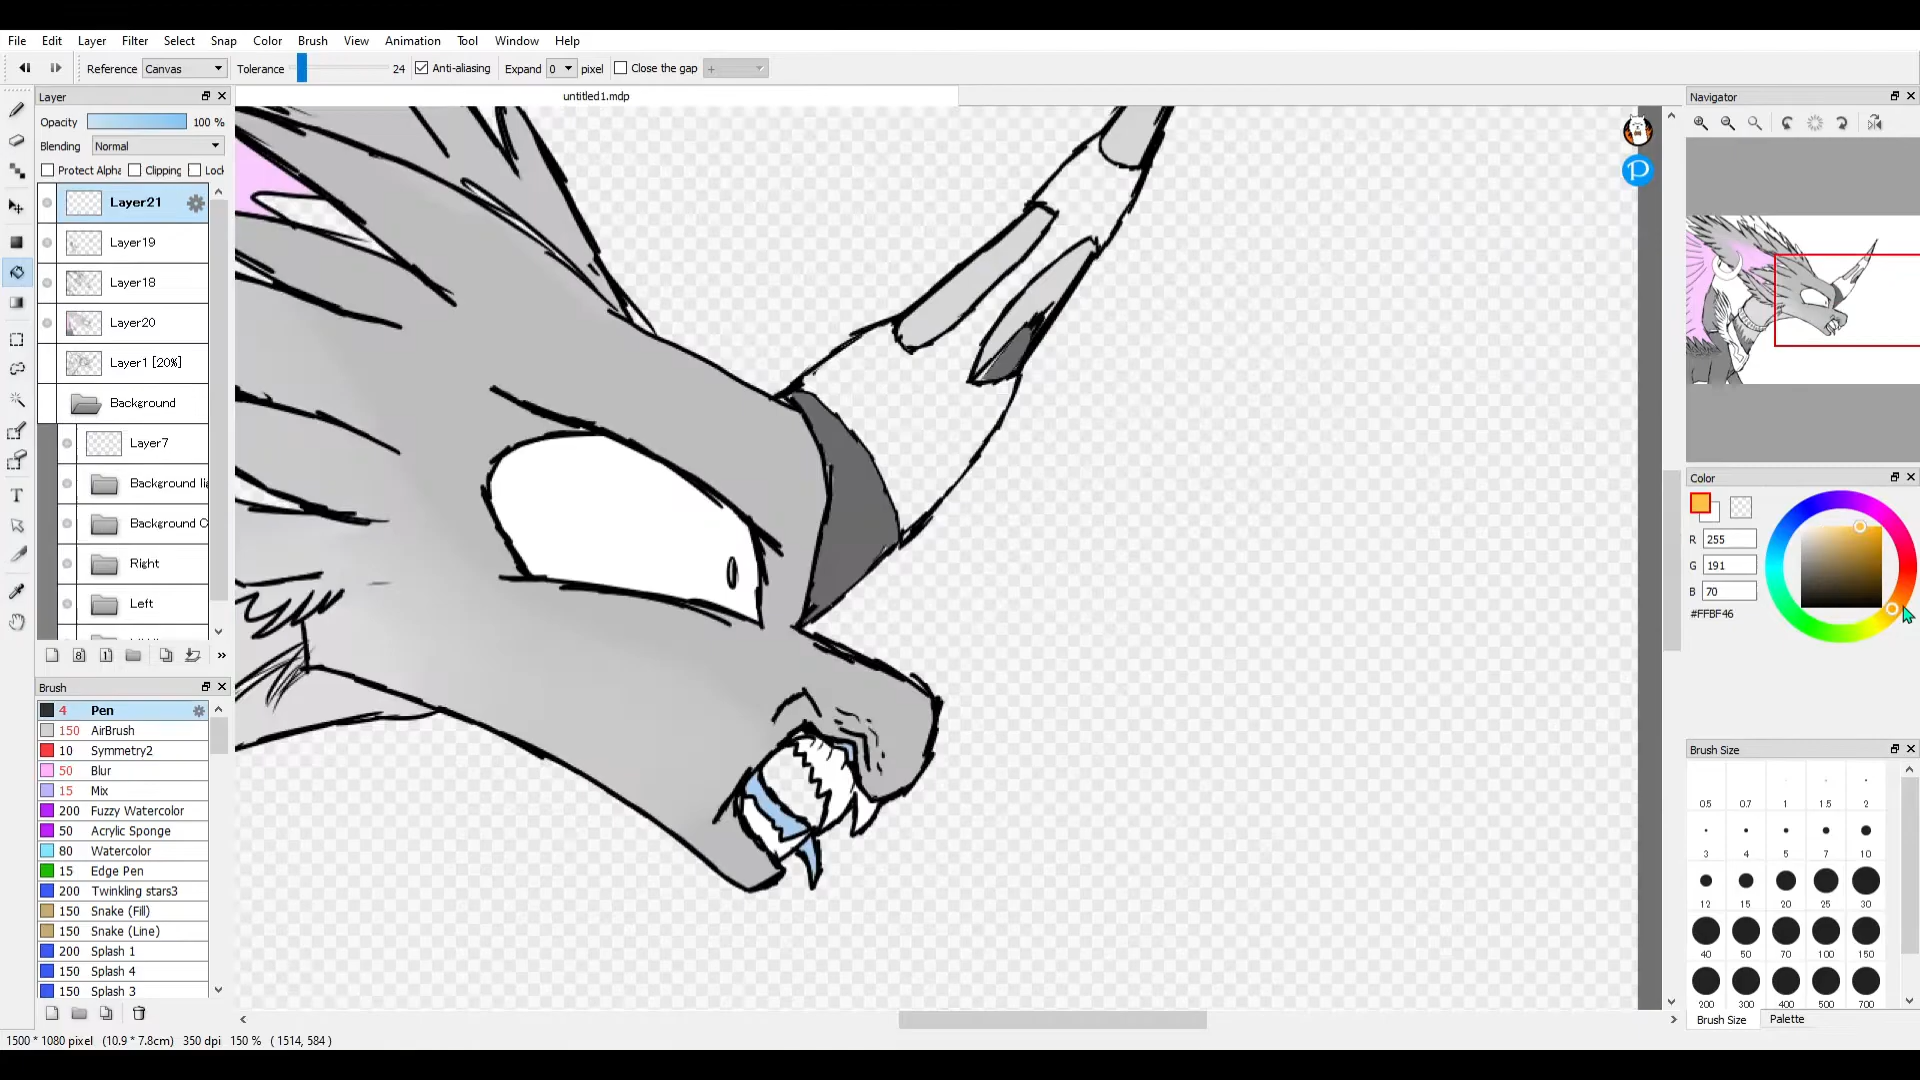 File Edit Layer Filter Select Snap Color Brush View Animation Tool Window Help
Reference Canvas Tolerance 24 Anti-aliasing Expand 0 pixel Close the gap +
Layer
untitled1.mdp
Navigator
Opacity 100 %
Blending Normal
Protect Alpha Clipping Lock
Layer21
Layer19
Layer18
Layer20
Layer1 [20%]
Background
Layer7
Background li
Background C
Right
Left
Color
R 255
G 191
B 70
#FFBF46
Brush
4 Pen
150 AirBrush
10 Symmetry2
50 Blur
15 Mix
200 Fuzzy Watercolor
50 Acrylic Sponge
80 Watercolor
15 Edge Pen
200 Twinkling stars3
150 Snake (Fill)
150 Snake (Line)
200 Splash 1
150 Splash 4
150 Splash 3
Brush Size
0.5 0.7 1 1.5 2
3 4 5 7 10
12 15 20 25 30
40 50 70 100 150
200 300 400 500 700
Brush Size Palette
1500 * 1080 pixel (10.9 * 7.8cm) 350 dpi 150 % ( 1514, 584 )